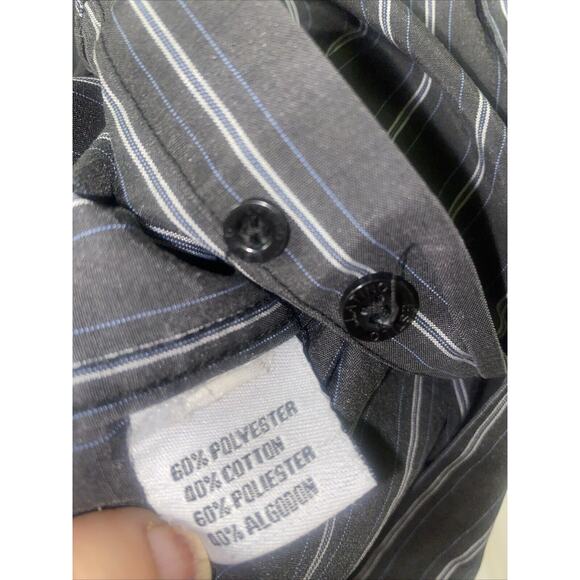 60% POLYESTER
40% COTTON
60% POLIESTER
40% ALGODON